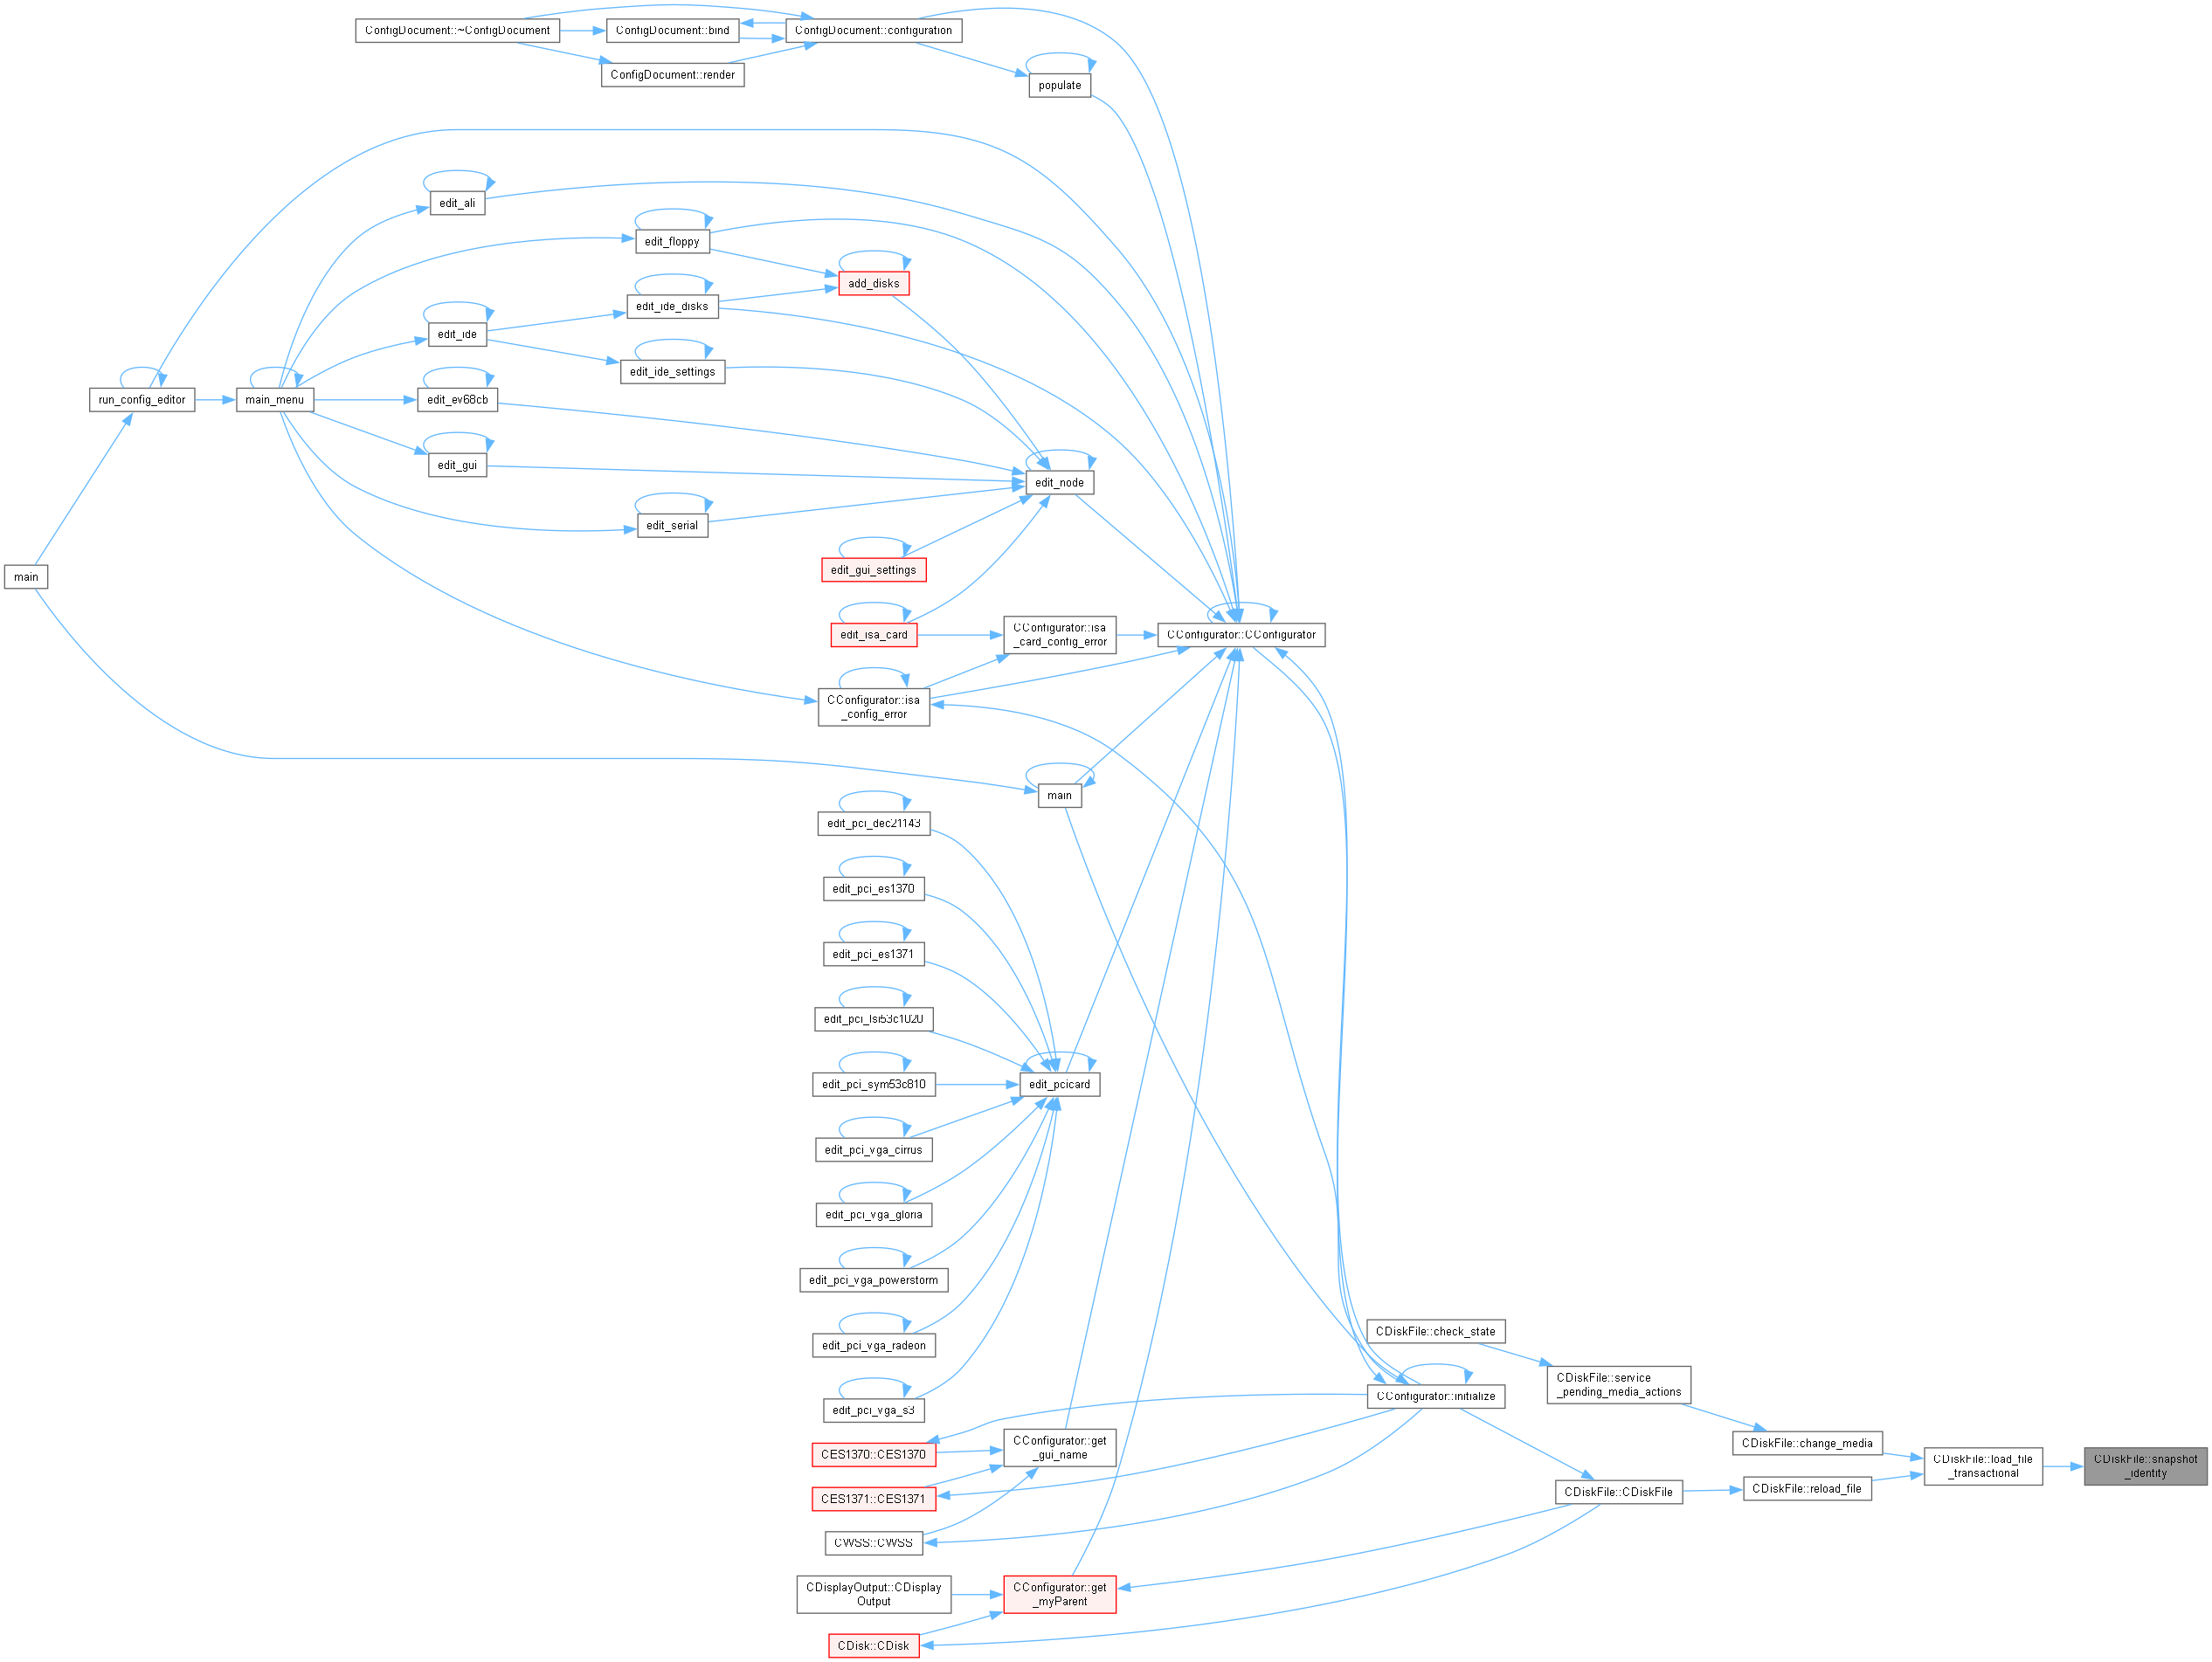 ConfigDocument::~ConfigDocument
ConfigDocument::bind
ConfigDocument::configuration
ConfigDocument::render
populate
edit_ali
edit_floppy
add_disks
edit_ide_disks
edit_ide
edit_ide_settings
run_config_editor
main_menu
edit_ev68cb
edit_gui
edit_node
edit_serial
main
edit_gui_settings
edit_isa_card
CConfigurator::isa
_card_config_error
CConfigurator::CConfigurator
CConfigurator::isa
_config_error
main
edit_pci_dec21143
edit_pci_es1370
edit_pci_es1371
edit_pci_lsi53c1020
edit_pci_sym53c810
edit_pcicard
edit_pci_vga_cirrus
edit_pci_vga_gloria
edit_pci_vga_powerstorm
edit_pci_vga_radeon
edit_pci_vga_s3
CDiskFile::check_state
CDiskFile::service
_pending_media_actions
CConfigurator::initialize
CES1370::CES1370
CConfigurator::get
_gui_name
CDiskFile::change_media
CDiskFile::load_file
_transactional
CDiskFile::snapshot
_identity
CES1371::CES1371
CDiskFile::CDiskFile
CDiskFile::reload_file
CWSS::CWSS
CDisplayOutput::CDisplay
Output
CConfigurator::get
_myParent
CDisk::CDisk